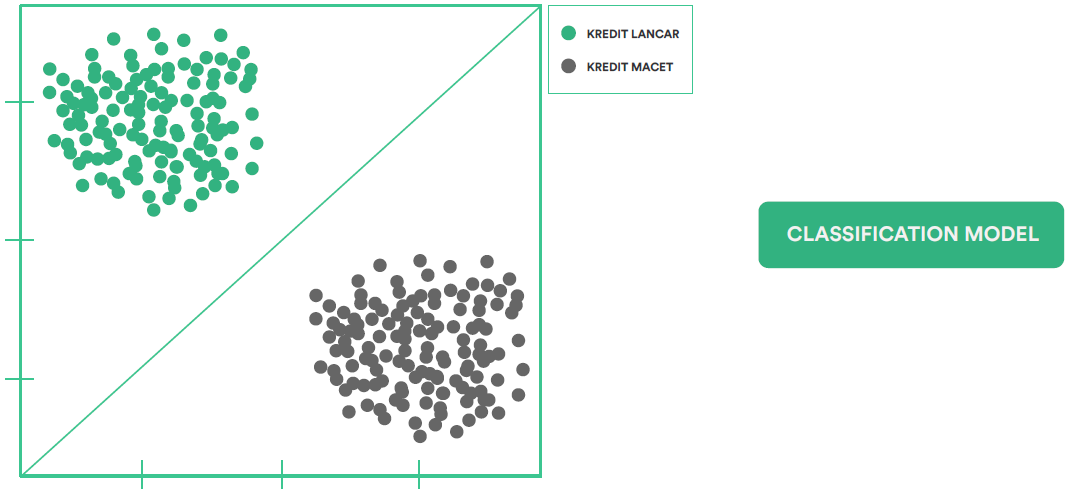 KREDIT LANCAR
KREDIT MACET
CLASSIFICATION MODEL